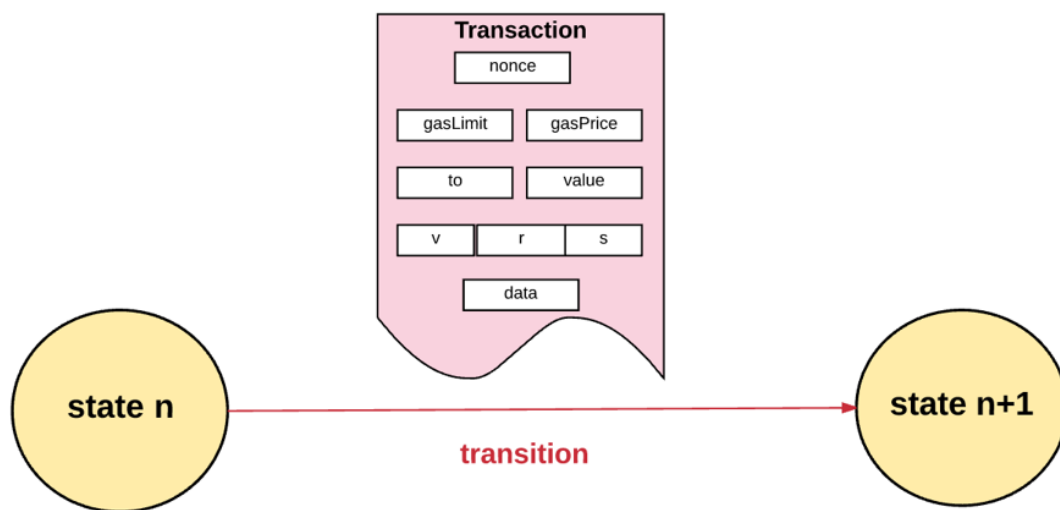 Transaction
nonce
gasLimit gasPrice
to value
v r s
data
state n
state n+1
transition